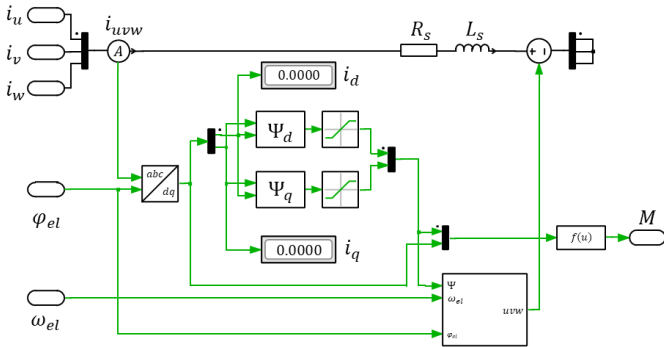 i_u
i_v
i_w
i_uvw
A
R_s
L_s
+ -
0.0000
i_d
Ψ_d
Ψ_q
abc
dq
φ_el
0.0000
i_q
M
f(u)
Ψ
ω_el
uvw
φ_el
ω_el